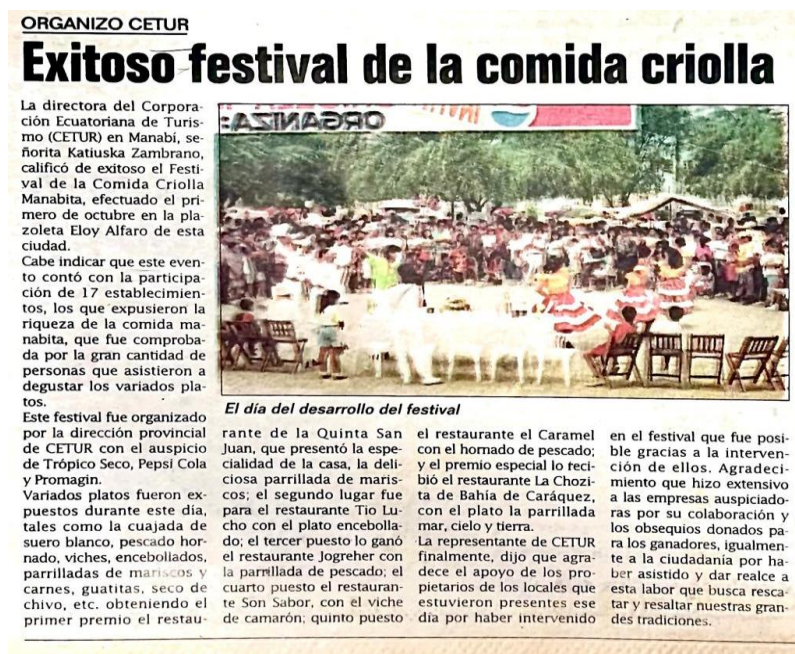 ORGANIZO CETUR
Exitoso festival de la comida criolla
La directora del Corpora-
ción Ecuatoriana de Turis-
mo (CETUR) en Manabí, se-
ñorita Katiuska Zambrano,
calificó de exitoso el Festi-
val de la Comida Criolla
Manabita, efectuado el pri-
mero de octubre en la pla-
zoleta Eloy Alfaro de esta
ciudad.
Cabe indicar que este even-
to contó con la participa-
ción de 17 establecimien-
tos, los que expusieron la
riqueza de la comida ma-
nabita, que fue comproba-
da por la gran cantidad de
personas que asistieron a
degustar los variados pla-
tos.
Este festival fue organizado
por la dirección provincial
de CETUR con el auspicio
de Trópico Seco, Pepsi Cola
y Promagin.
Variados platos fueron ex-
puestos durante este día,
tales como la cuajada de
suero blanco, pescado hor-
nado, viches, encebollados,
parrilladas de mariscos y
carnes, guatitas, seco de
chivo, etc. obteniendo el
primer premio el restau-
ORGANIZA:
El día del desarrollo del festival
rante de la Quinta San
Juan, que presentó la espe-
cialidad de la casa, la deli-
ciosa parrillada de maris-
cos; el segundo lugar fue
para el restaurante Tio Lu-
cho con el plato encebolla-
do; el tercer puesto lo ganó
el restaurante Jogreher con
la parrillada de pescado; el
cuarto puesto el restauran-
te Son Sabor, con el viche
de camarón; quinto puesto
el restaurante el Caramel
con el hornado de pescado;
y el premio especial lo teci-
bió el restaurante La Chozi-
ta de Bahía de Caráquez,
con el plato la parrillada
mar, cielo y tierra.
La representante de CETUR
finalmente, dijo que agra-
dece el apoyo de los pro-
pietarios de los locales que
estuvieron presentes ese
día por haber intervenido
en el festival que fue posi-
ble gracias a la interven-
ción de ellos. Agradeci-
miento que hizo extensivo
a las empresas auspiciado-
ras por su colaboración y
los obsequios donados pa-
ra los ganadores, igualmen-
te a la ciudadanía por ha-
ber asistido y dar realce a
esta labor que busca resca-
tar y resaltar nuestras gran-
des tradiciones.